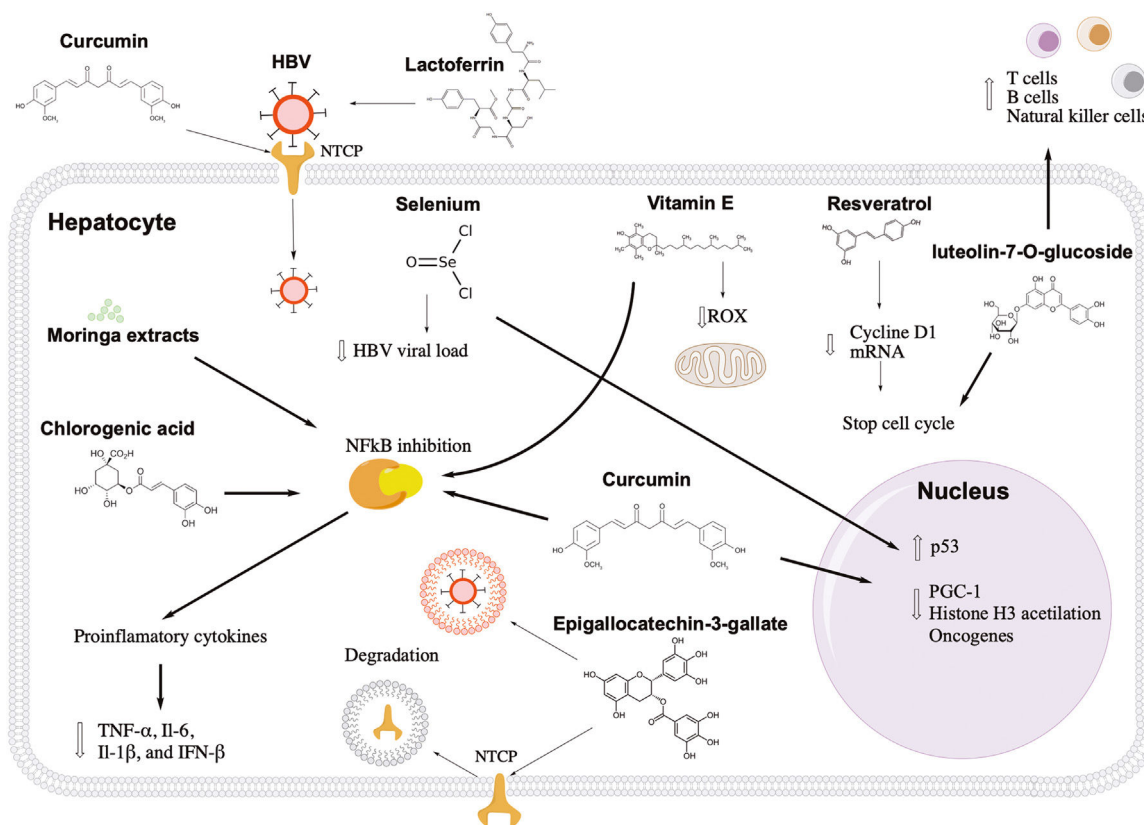 Curcumin
HBV
Lactoferrin
NTCP
T cells
B cells
Natural killer cells
Hepatocyte
Selenium
Vitamin E
Resveratrol
luteolin-7-O-glucoside
Moringa extracts
HBV viral load
ROX
Cycline D1
mRNA
Stop cell cycle
Chlorogenic acid
NFkB inhibition
Curcumin
Nucleus
p53
PGC-1
Histone H3 acetilation
Oncogenes
Proinflamatory cytokines
Degradation
Epigallocatechin-3-gallate
TNF-α, Il-6,
Il-1β, and IFN-β
NTCP